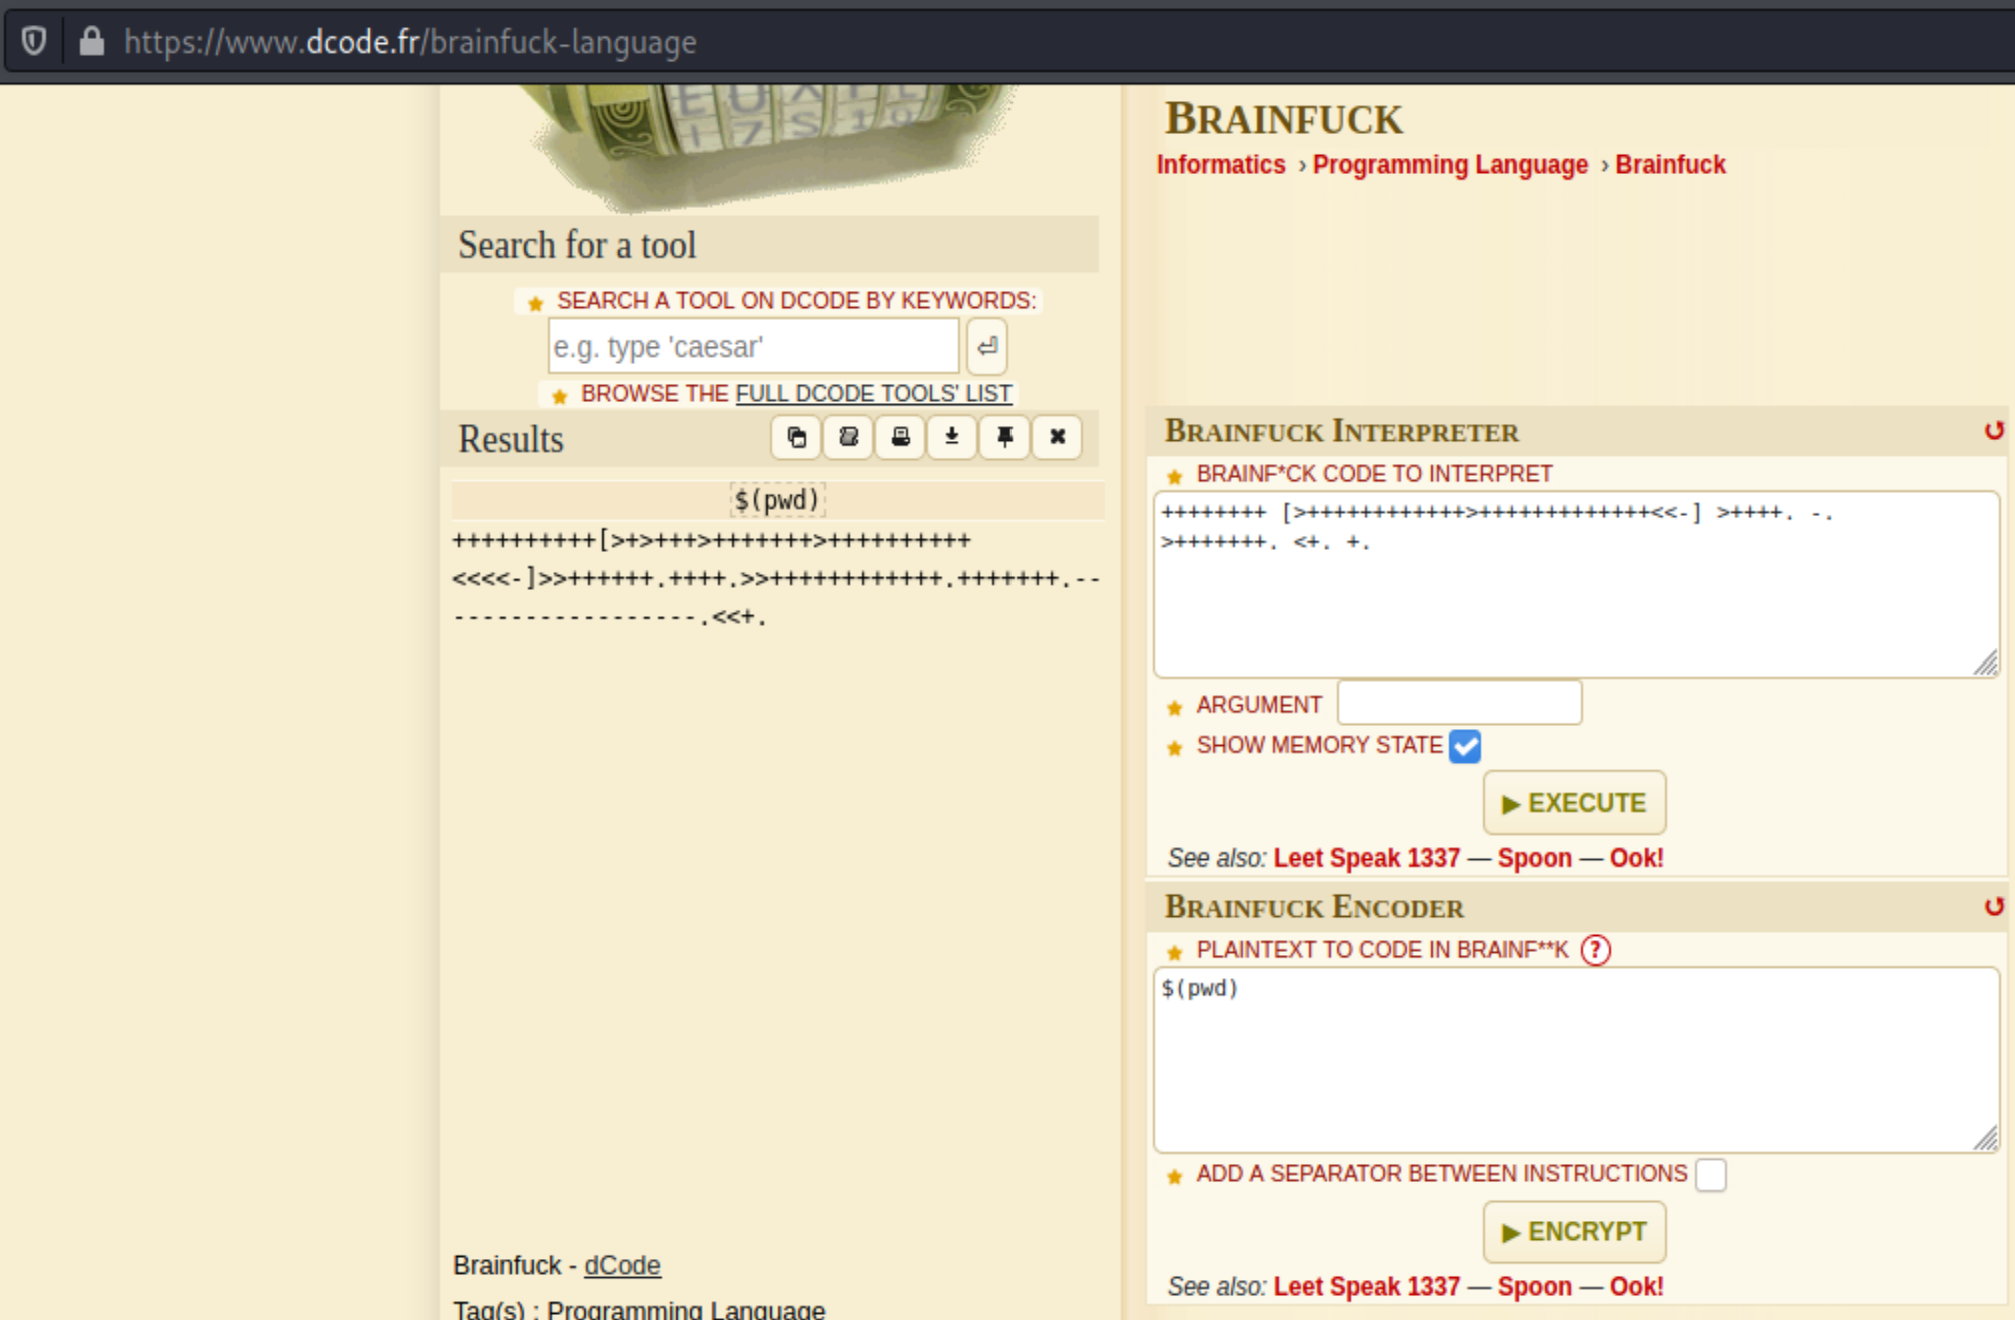 https://www.dcode.fr/brainfuck-language
Search for a tool
SEARCH A TOOL ON DCODE BY KEYWORDS:
e.g. type 'caesar'
BROWSE THE FULL DCODE TOOLS' LIST
Results
$(pwd)
++++++++++[>+>+++>+++++++>++++++++++
<<<<-]>>++++++.++++.>>++++++++++++.+++++++.--
-----------------.<<+.
Brainfuck - dCode
Tag(s) : Programming Language
BRAINFUCK
Informatics › Programming Language › Brainfuck
BRAINFUCK INTERPRETER
BRAINF*CK CODE TO INTERPRET
++++++++ [>++++++++++++>+++++++++++++<<-] >++++. -.
>+++++++. <+. +.
ARGUMENT
SHOW MEMORY STATE
▶ EXECUTE
See also: Leet Speak 1337 — Spoon — Ook!
BRAINFUCK ENCODER
PLAINTEXT TO CODE IN BRAINF**K ?
$(pwd)
ADD A SEPARATOR BETWEEN INSTRUCTIONS
▶ ENCRYPT
See also: Leet Speak 1337 — Spoon — Ook!